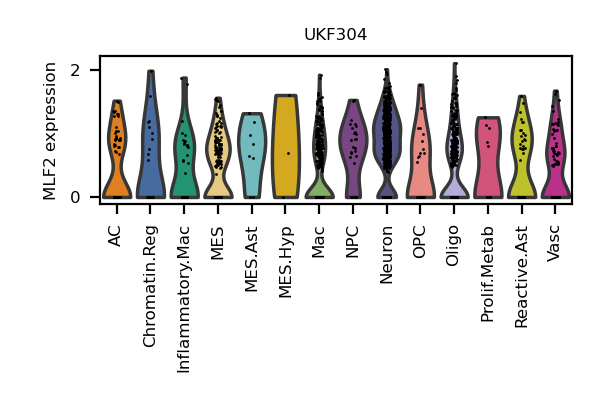 UKF304
MLF2 expression
2
0
AC
Chromatin.Reg
Inflammatory.Mac
MES
MES.Ast
MES.Hyp
Mac
NPC
Neuron
OPC
Oligo
Prolif.Metab
Reactive.Ast
Vasc